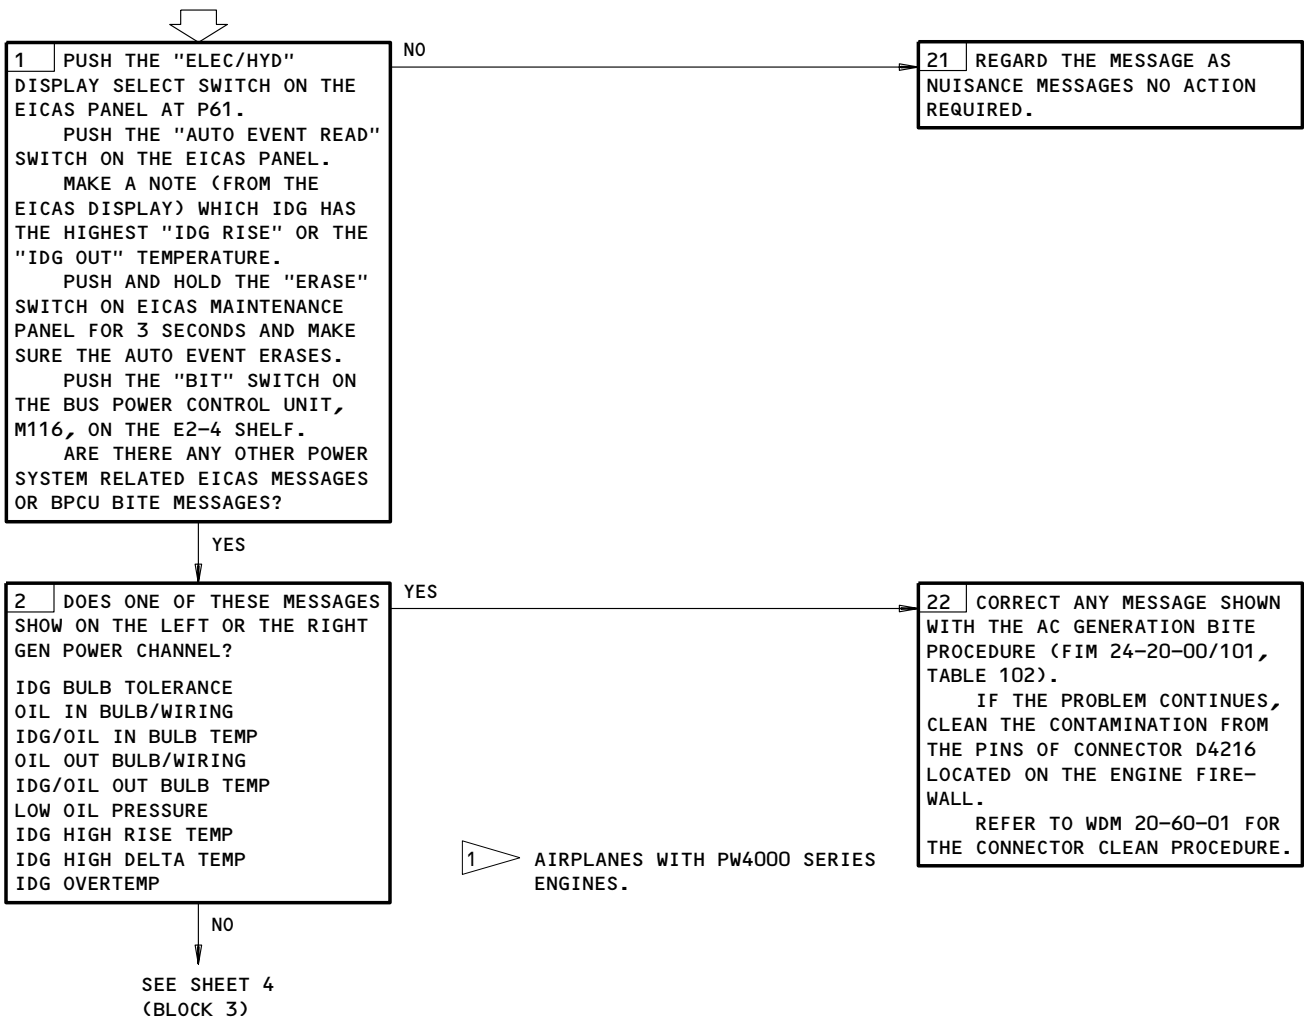 1 PUSH THE "ELEC/HYD"
DISPLAY SELECT SWITCH ON THE
EICAS PANEL AT P61.
PUSH THE "AUTO EVENT READ"
SWITCH ON THE EICAS PANEL.
MAKE A NOTE (FROM THE
EICAS DISPLAY) WHICH IDG HAS
THE HIGHEST "IDG RISE" OR THE
"IDG OUT" TEMPERATURE.
PUSH AND HOLD THE "ERASE"
SWITCH ON EICAS MAINTENANCE
PANEL FOR 3 SECONDS AND MAKE
SURE THE AUTO EVENT ERASES.
PUSH THE "BIT" SWITCH ON
THE BUS POWER CONTROL UNIT,
M116, ON THE E2-4 SHELF.
ARE THERE ANY OTHER POWER
SYSTEM RELATED EICAS MESSAGES
OR BPCU BITE MESSAGES?
NO
21 REGARD THE MESSAGE AS
NUISANCE MESSAGES NO ACTION
REQUIRED.
YES
2 DOES ONE OF THESE MESSAGES
SHOW ON THE LEFT OR THE RIGHT
GEN POWER CHANNEL?
IDG BULB TOLERANCE
OIL IN BULB/WIRING
IDG/OIL IN BULB TEMP
OIL OUT BULB/WIRING
IDG/OIL OUT BULB TEMP
LOW OIL PRESSURE
IDG HIGH RISE TEMP
IDG HIGH DELTA TEMP
IDG OVERTEMP
YES
22 CORRECT ANY MESSAGE SHOWN
WITH THE AC GENERATION BITE
PROCEDURE (FIM 24-20-00/101,
TABLE 102).
IF THE PROBLEM CONTINUES,
CLEAN THE CONTAMINATION FROM
THE PINS OF CONNECTOR D4216
LOCATED ON THE ENGINE FIRE-
WALL.
REFER TO WDM 20-60-01 FOR
THE CONNECTOR CLEAN PROCEDURE.
1 AIRPLANES WITH PW4000 SERIES
ENGINES.
NO
SEE SHEET 4
(BLOCK 3)